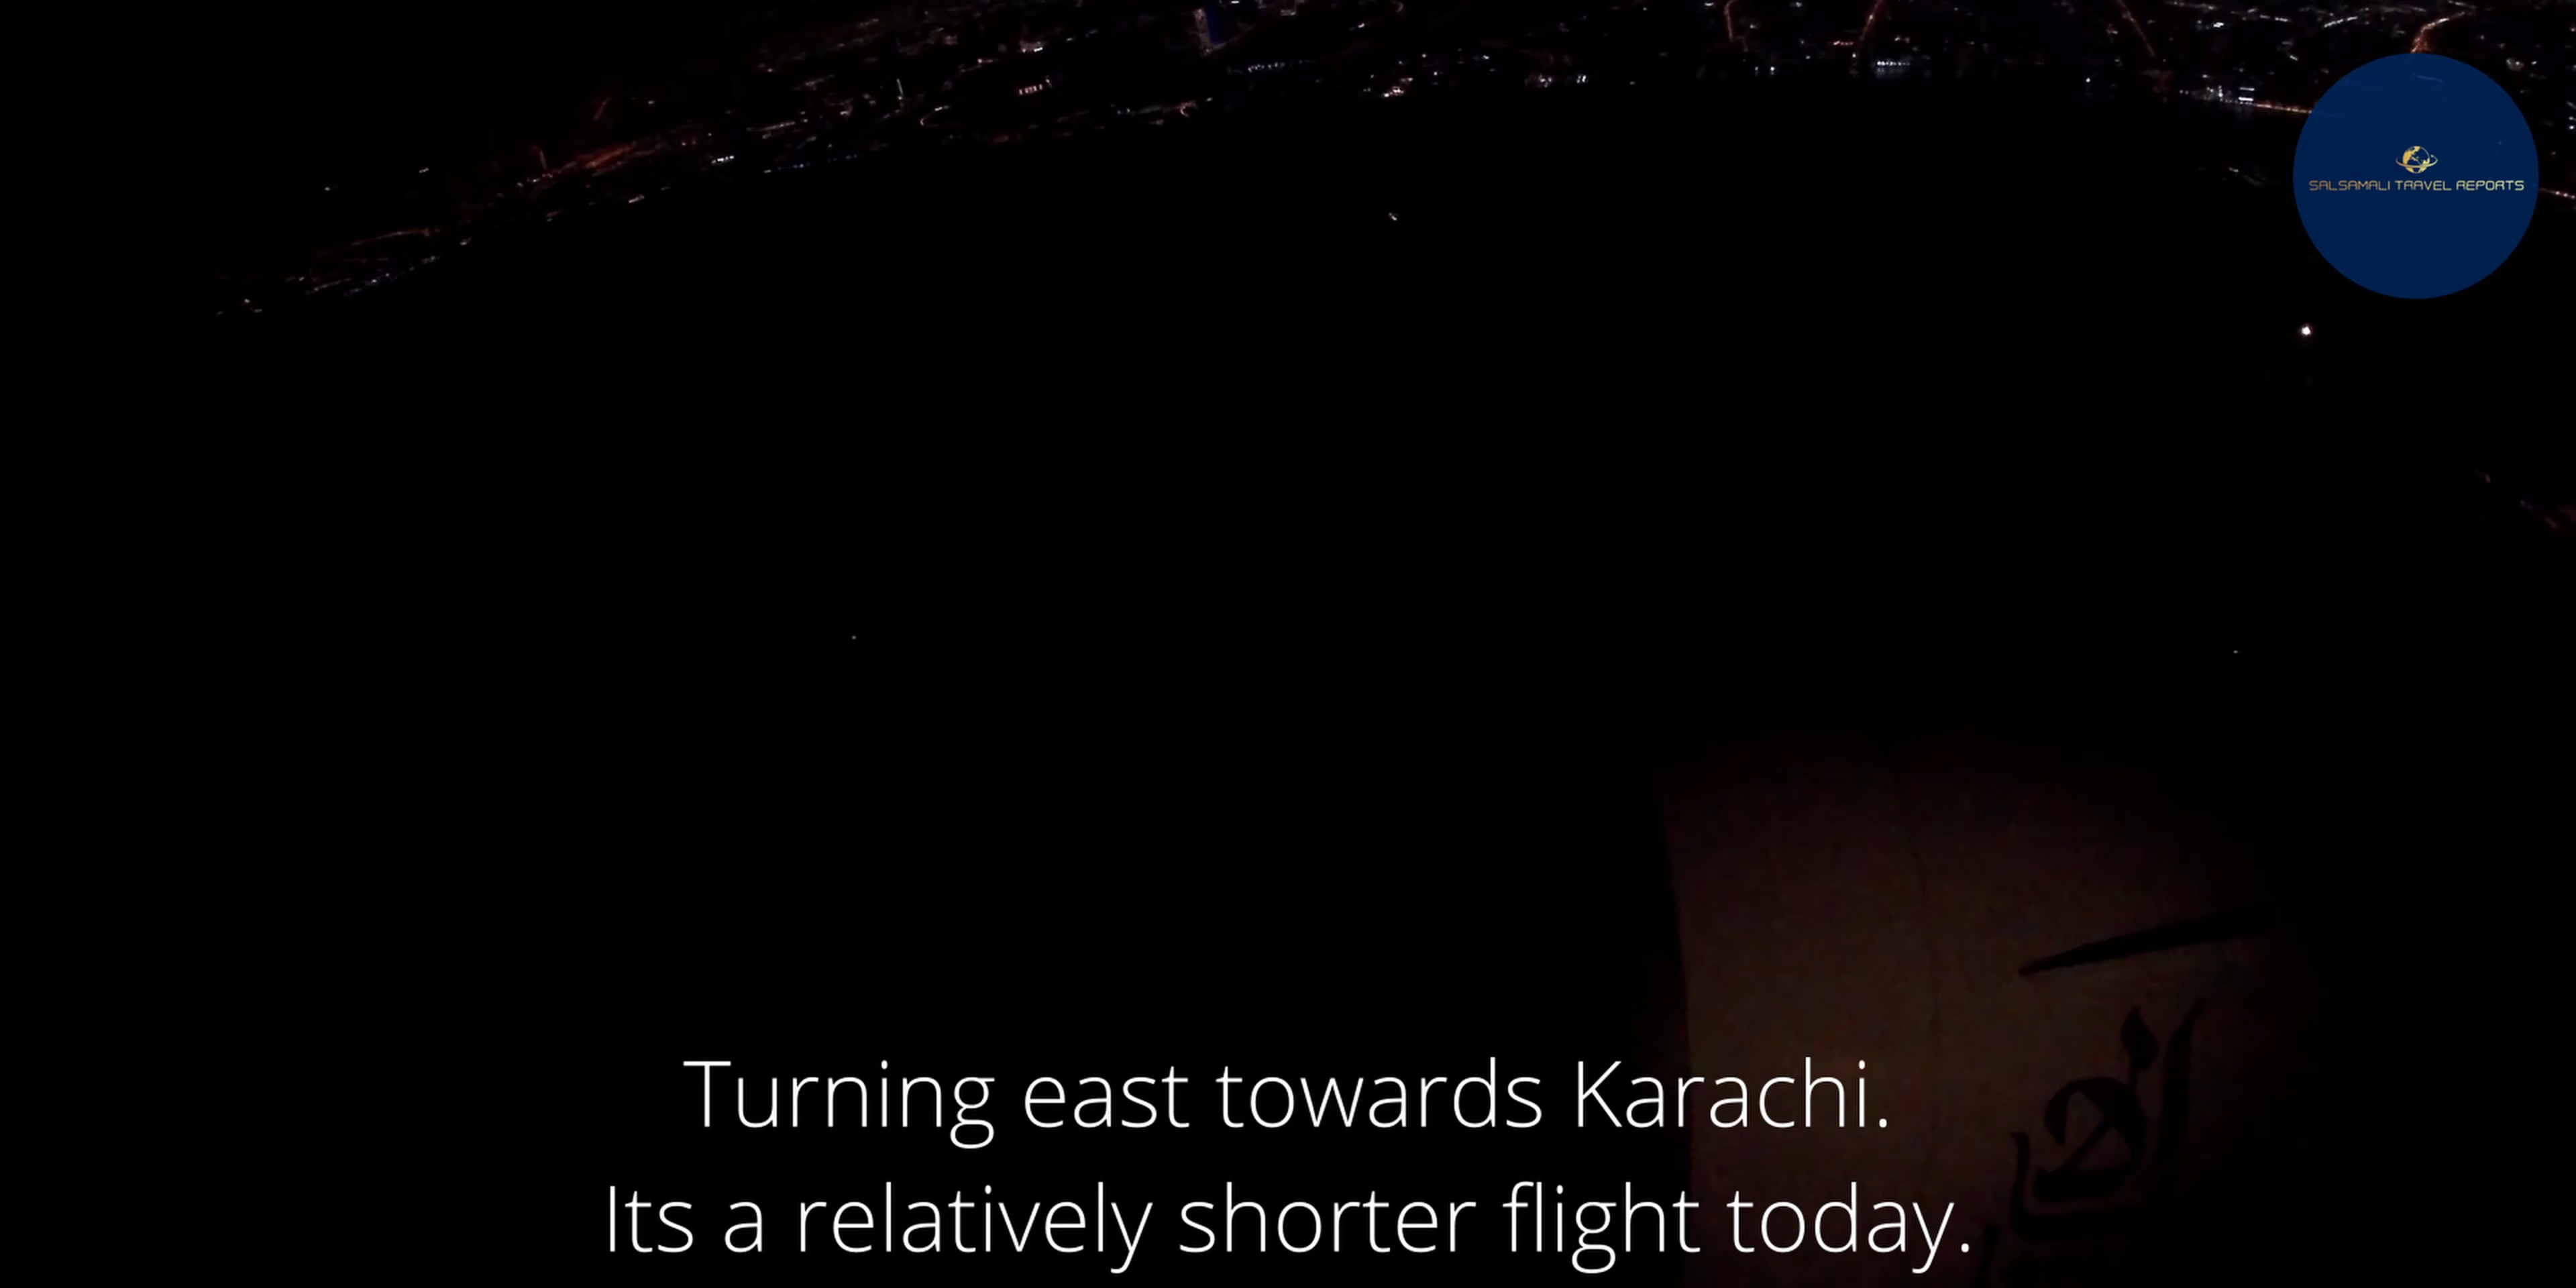 SALSAMALI TRAVEL REPORTS
Turning east towards Karachi.
Its a relatively shorter flight today.